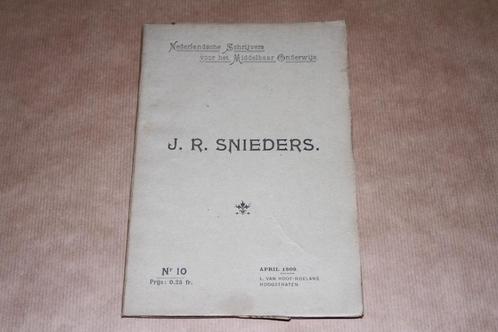 Nederlandsche Schrijvers
voor het Middelbaar Onderwijs.
J. R. SNIEDERS.
Nr 10
Prijs: 0,25 fr.
APRIL 1909.
L. VAN HOOF-ROELANS
HOOGSTRATEN